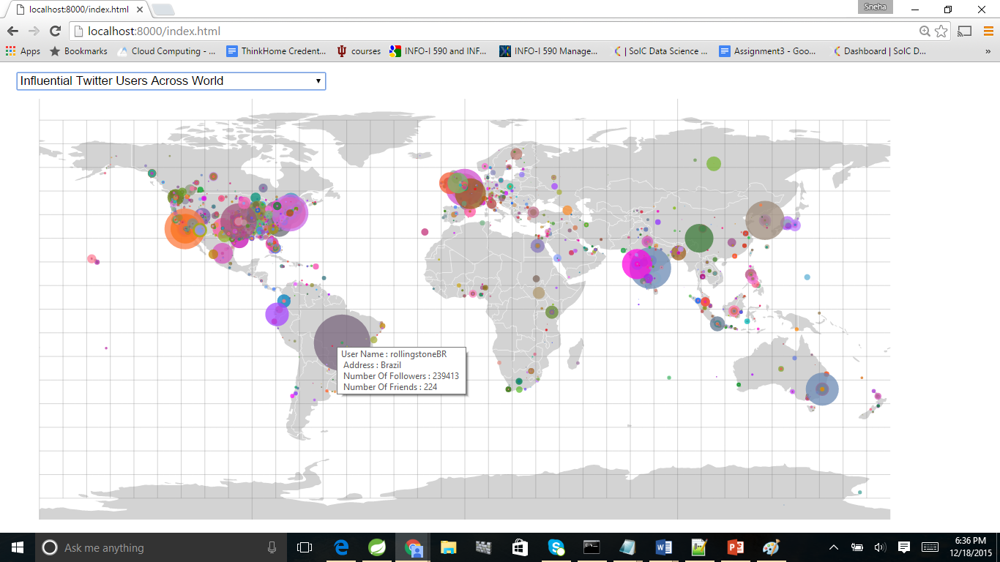 localhost:8000/index.html
Sneha
localhost:8000/index.html
Apps Bookmarks Cloud Computing - ... ThinkHome Credent... courses INFO-I 590 and INF... INFO-I 590 Manage... | SoIC Data Science ... Assignment3 - Goo... Dashboard | SoIC D... »
Influential Twitter Users Across World
User Name : rollingstoneBR
Address : Brazil
Number Of Followers : 239413
Number Of Friends : 224
Ask me anything
6:36 PM
12/18/2015